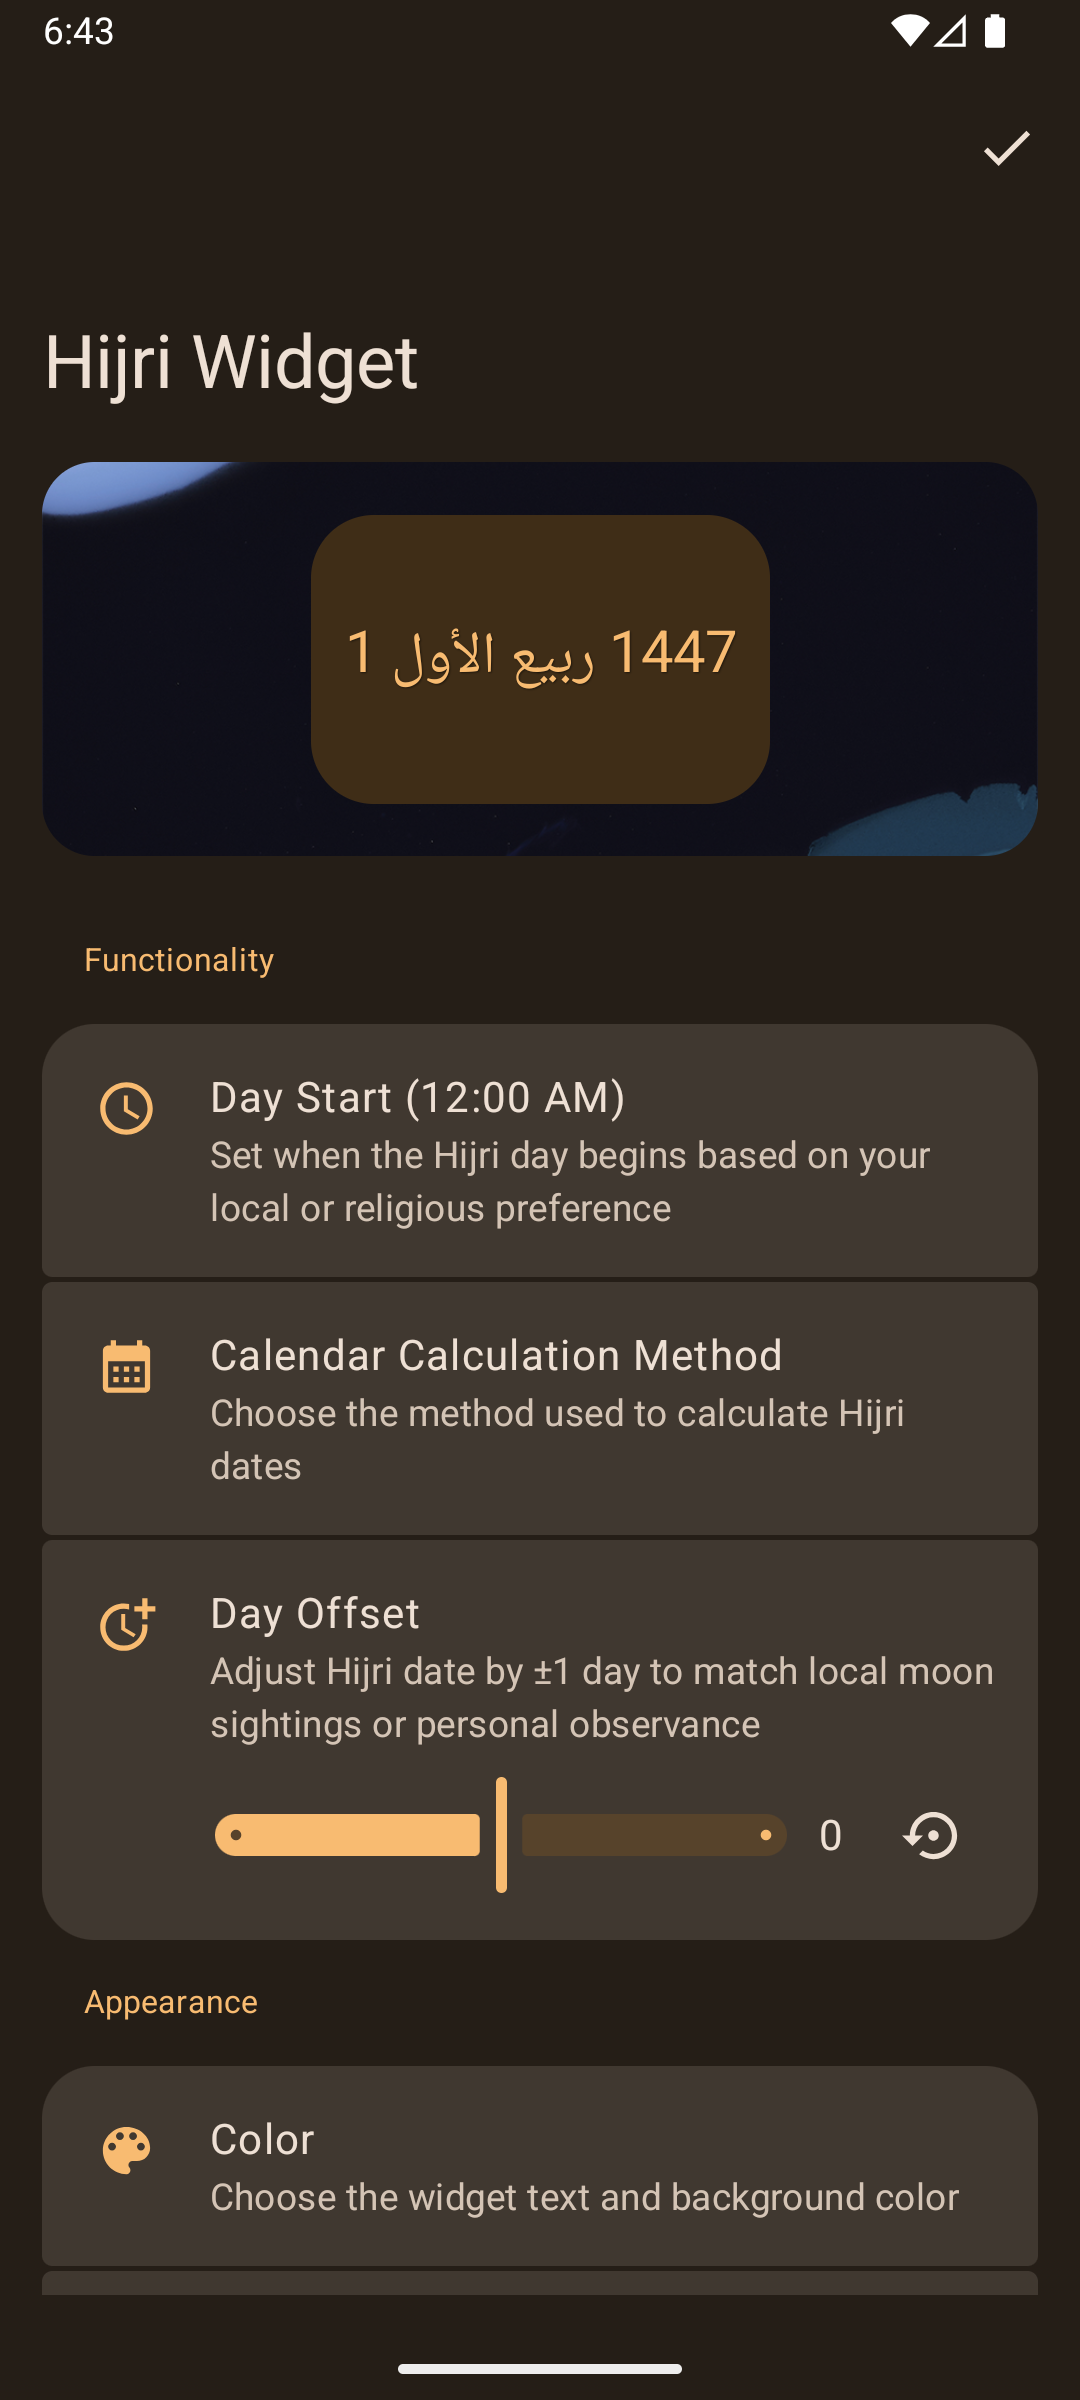 6:43
Hijri Widget
1 ربيع الأول 1447
Functionality
Day Start (12:00 AM)
Set when the Hijri day begins based on your
local or religious preference
Calendar Calculation Method
Choose the method used to calculate Hijri
dates
Day Offset
Adjust Hijri date by ±1 day to match local moon
sightings or personal observance
0
Appearance
Color
Choose the widget text and background color